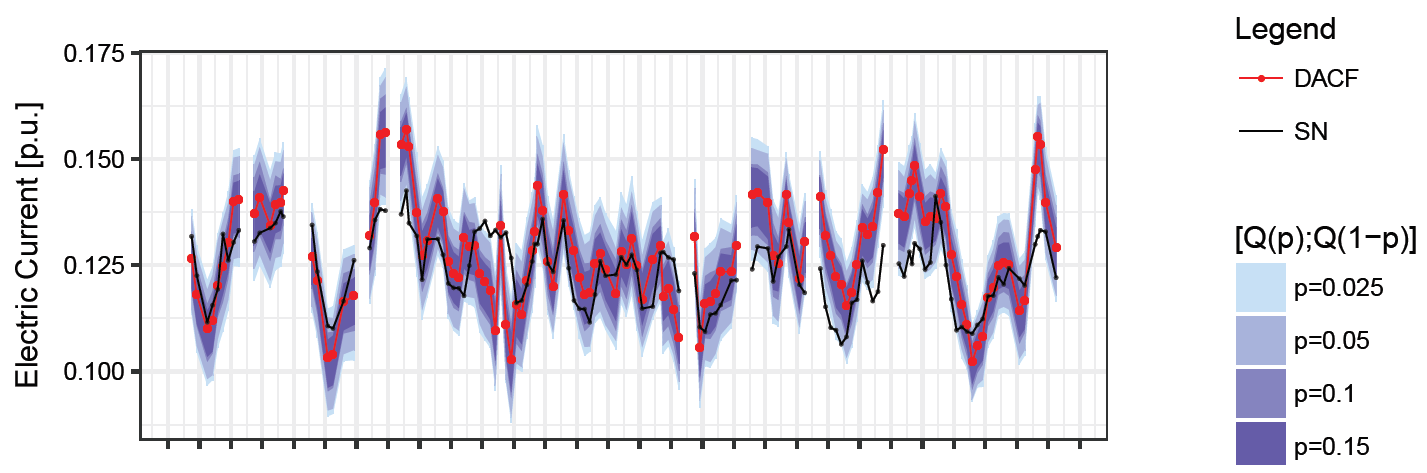 Electric Current [p.u.]
0.175
0.150
0.125
0.100
Legend
DACF
SN
[Q(p);Q(1−p)]
p=0.025
p=0.05
p=0.1
p=0.15